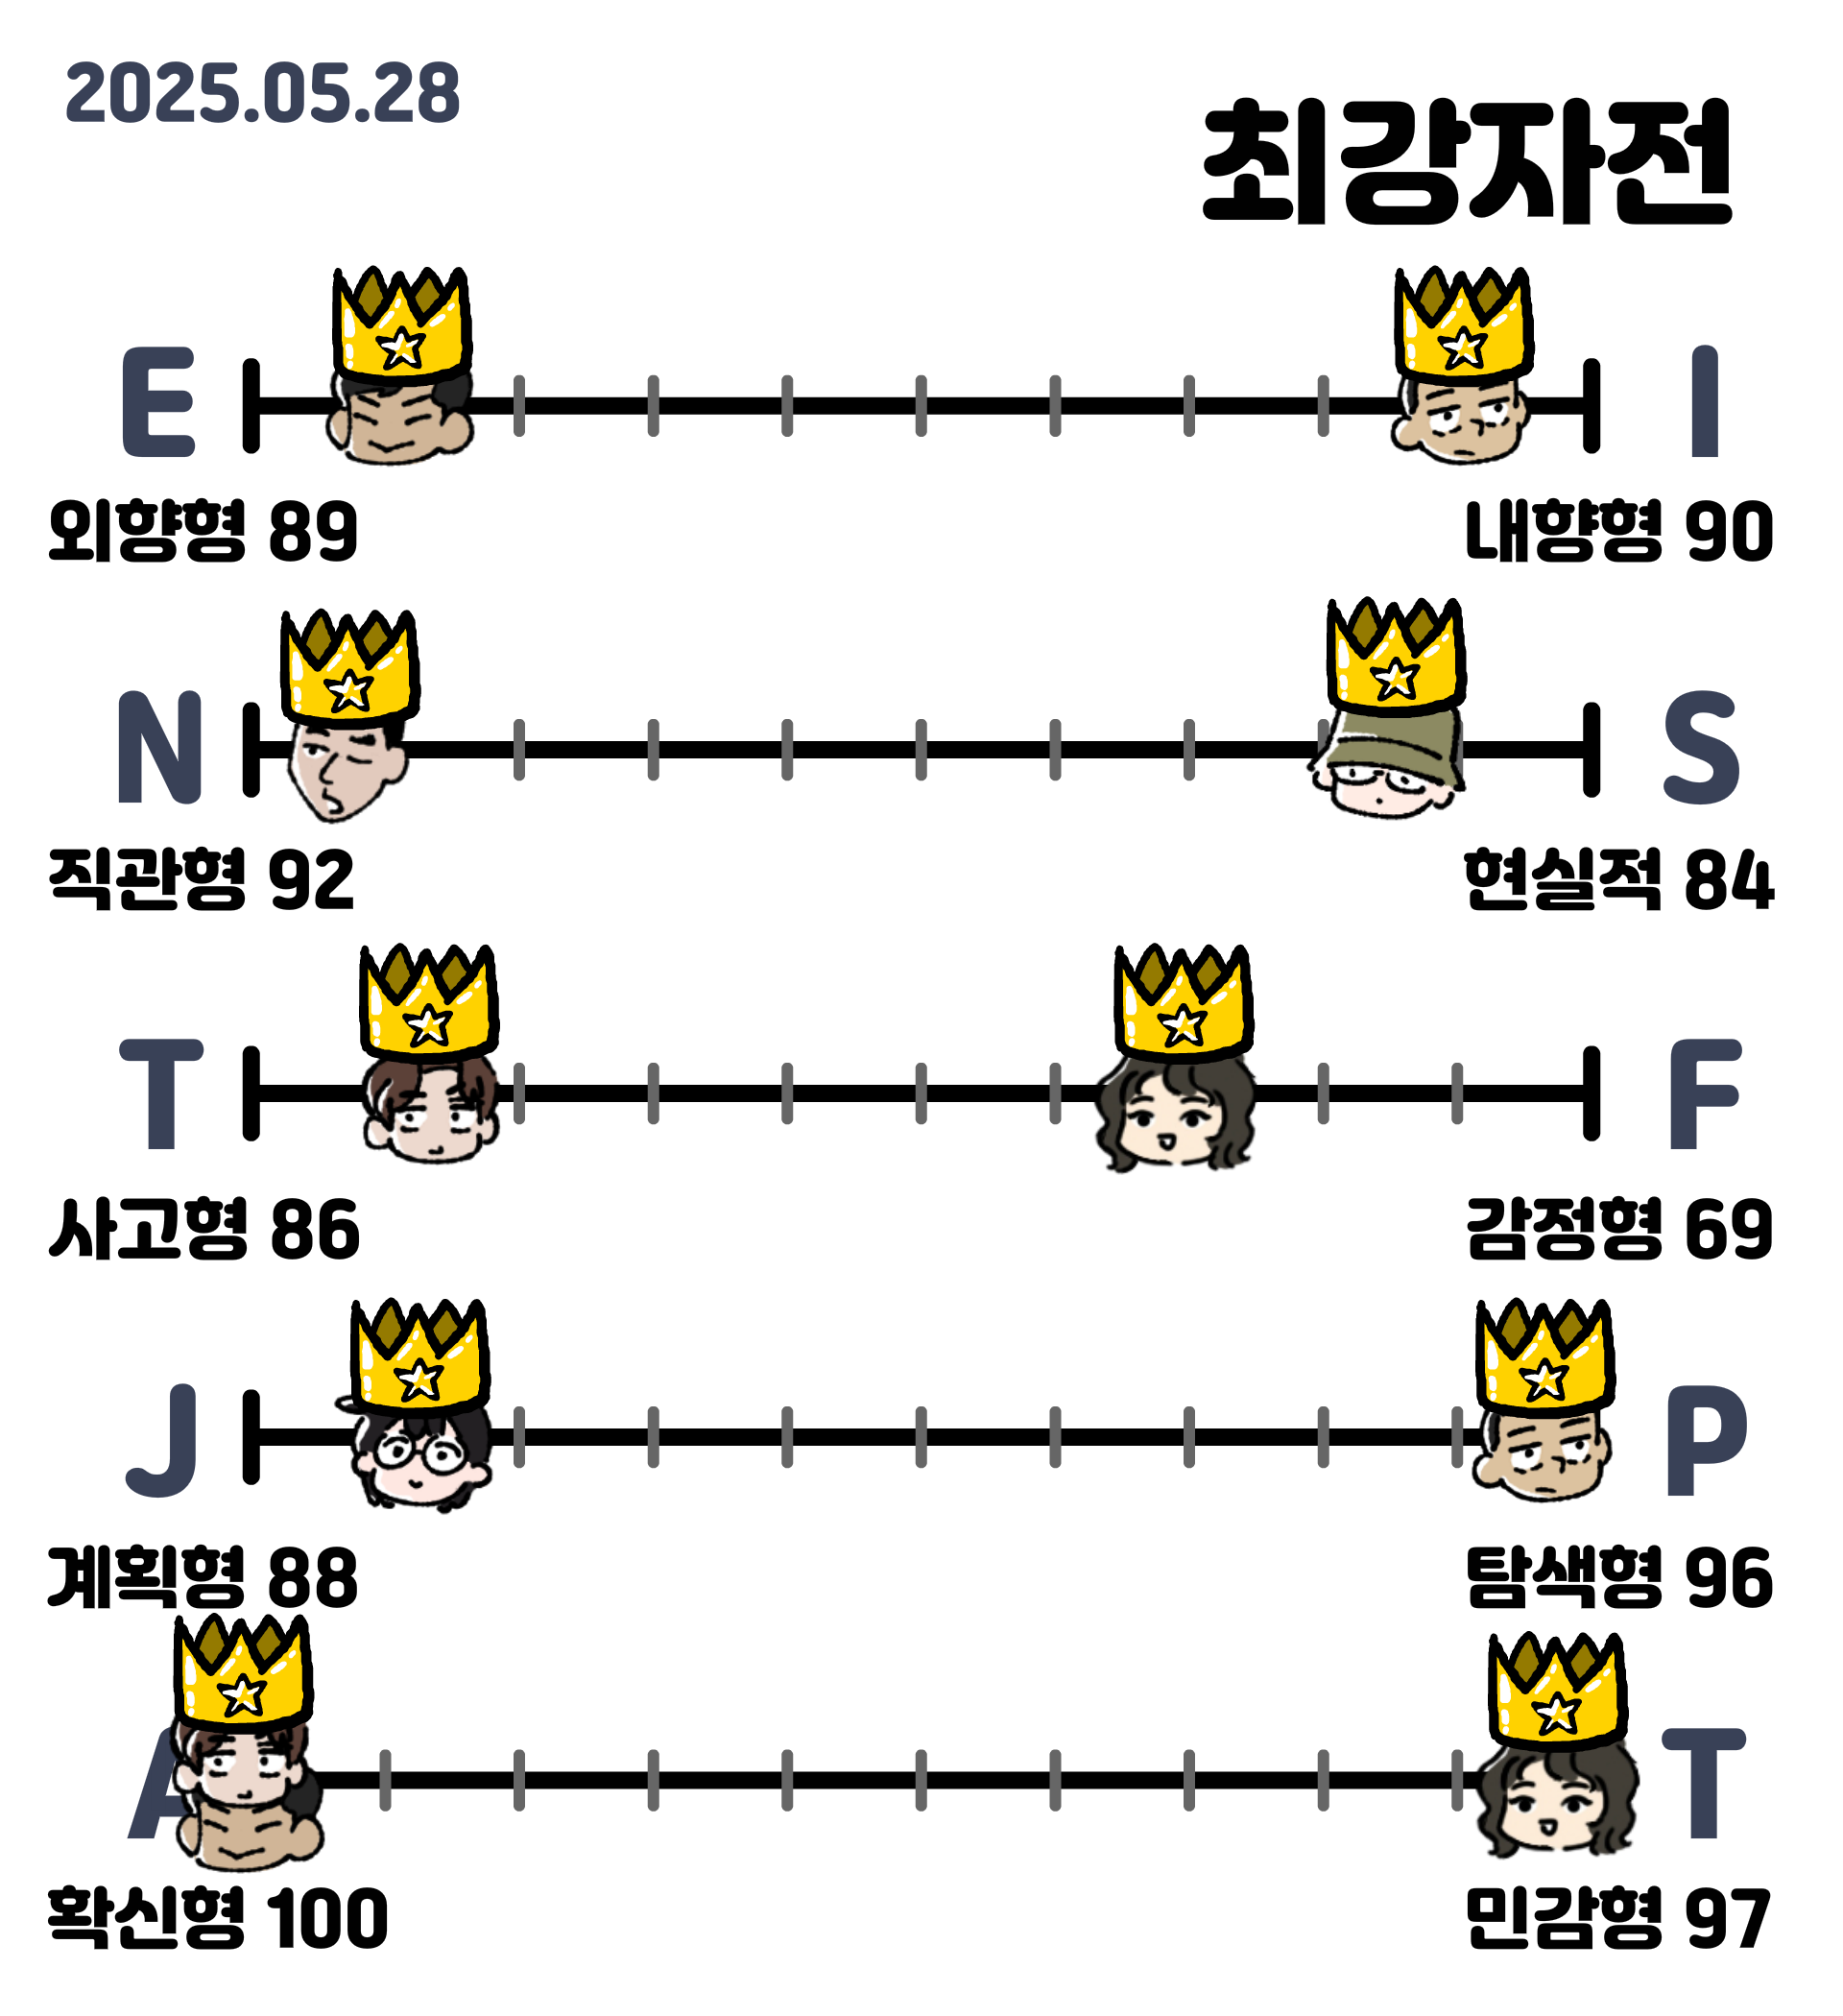 2025.05.28
최강자전
E I
외향형 89 내향형 90
N S
직관형 92 현실적 84
T F
사고형 86 감정형 69
J P
계획형 88 탐색형 96
A T
확신형 100 민감형 97